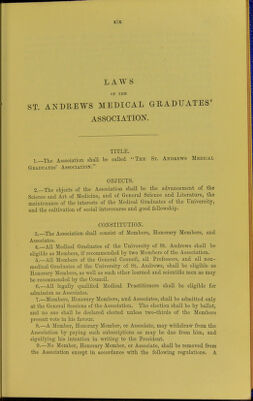 xix
LAWS
OF THE
ST. ANDREWS MEDICAL GRADUATES'
ASSOCIATION.
TITLE.
1.—The Association shall be called "The St. Andrews Medical
Graduates' Association."
OBJECTS.
2.—The objects of the Association shall be the advancement of the
Science and Art of Medicine, and of General Science and Literature, the
maintenance of the interests of the Medical Graduates of the University,
and the cultivation of social intercourse and good fellowship.
CONSTITUTION.
3.—The Association shall consist of Members, Honorary Members, and
Associates.
4.—All Medical Graduates of the University of St. Andrews shall be
eligible as Members, if recommended by two Members of the Association.
5.—All Members of the General Council, all Professors, and all non-
medical Graduates of the University of St. Andrews, shall be eligible as
Honorary Members, as well as such other learned and scientific men as may
be recommended by the Council.
6.—All legally qualified Medical Practitioners shall be eligible for
admission as Associates.
7.—Members, Honorary Members, and Associates, shall be admitted only
at the General Sessions of the Association. The election shall be by ballot,
and no one shall be declared elected unless two-thirds of the Members
present vote in his favour.
8.—A Member, Honorary Member, or Associate, may withdraw from the
Association by paying such subscriptions as may be due from him, and
signifying his intention in writing to the President.
9.—No Member, Honorary Member, or Associate, shall be removed from
the Association except in accordance with the following regulations. A